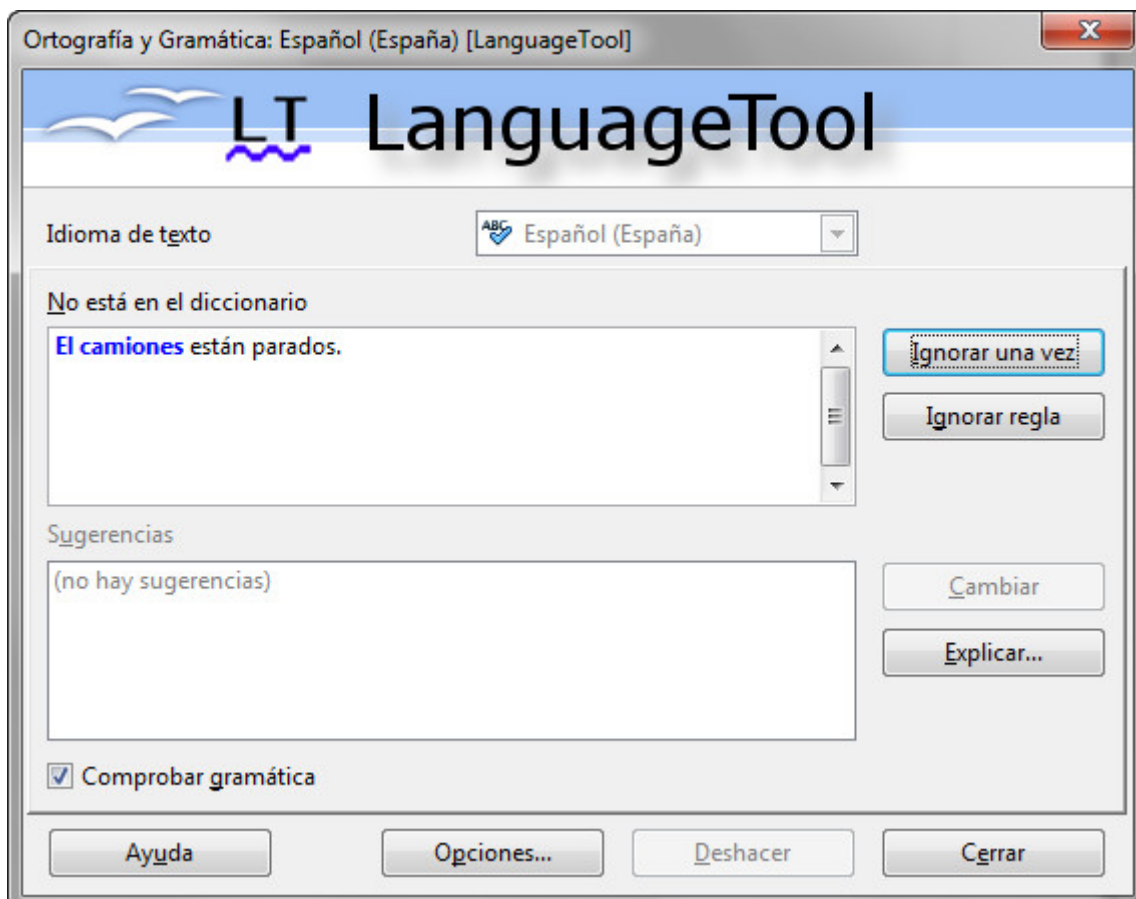 Ortografía y Gramática: Español (España) [LanguageTool]
LT LanguageTool
Idioma de texto
ABC Español (España)
No está en el diccionario
El camiones están parados.
Ignorar una vez
Ignorar regla
Sugerencias
(no hay sugerencias)
Cambiar
Explicar...
Comprobar gramática
Ayuda Opciones... Deshacer Cerrar